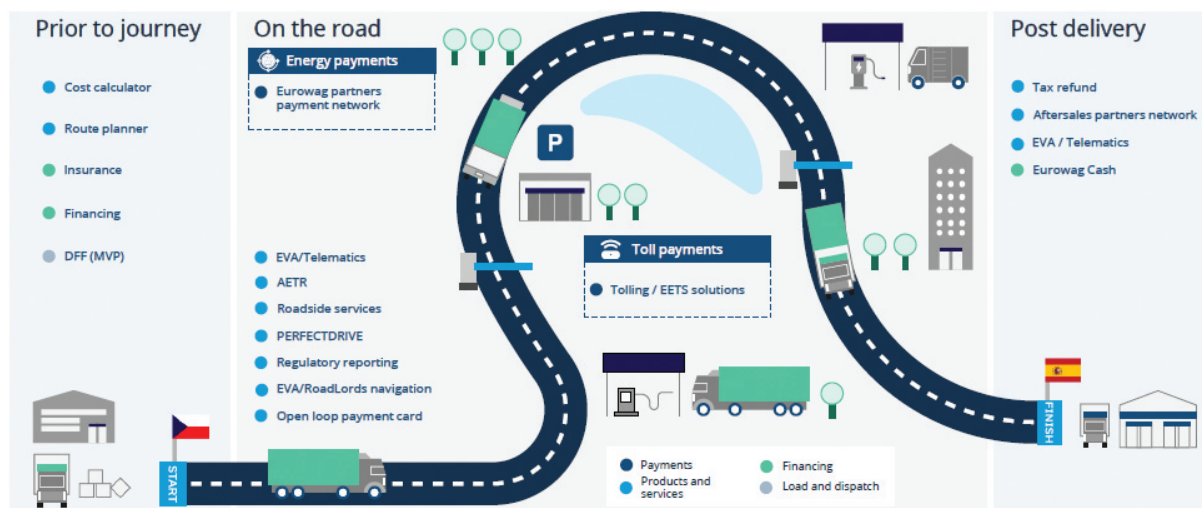 Prior to journey
Cost calculator
Route planner
Insurance
Financing
DFF (MVP)
START
On the road
Energy payments
Eurowag partners
payment network
EVA/Telematics
AETR
Roadside services
PERFECTDRIVE
Regulatory reporting
EVA/RoadLords navigation
Open loop payment card
P
Toll payments
Tolling / EETS solutions
Payments
Products and
services
Financing
Load and dispatch
Post delivery
Tax refund
Aftersales partners network
EVA / Telematics
Eurowag Cash
FINISH